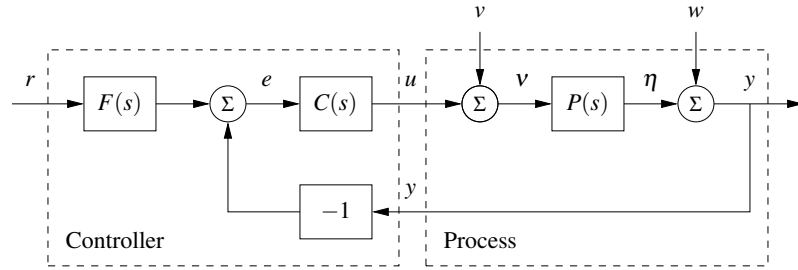 v
w
r
F(s)
Σ
e
C(s)
u
Σ
ν
P(s)
η
Σ
y
−1
y
Controller
Process